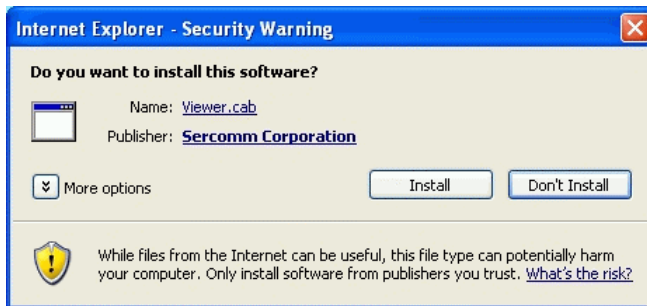 Internet Explorer - Security Warning
Do you want to install this software?
Name: Viewer.cab
Publisher: Sercomm Corporation
More options
Install
Don't Install
While files from the Internet can be useful, this file type can potentially harm
your computer. Only install software from publishers you trust. What's the risk?